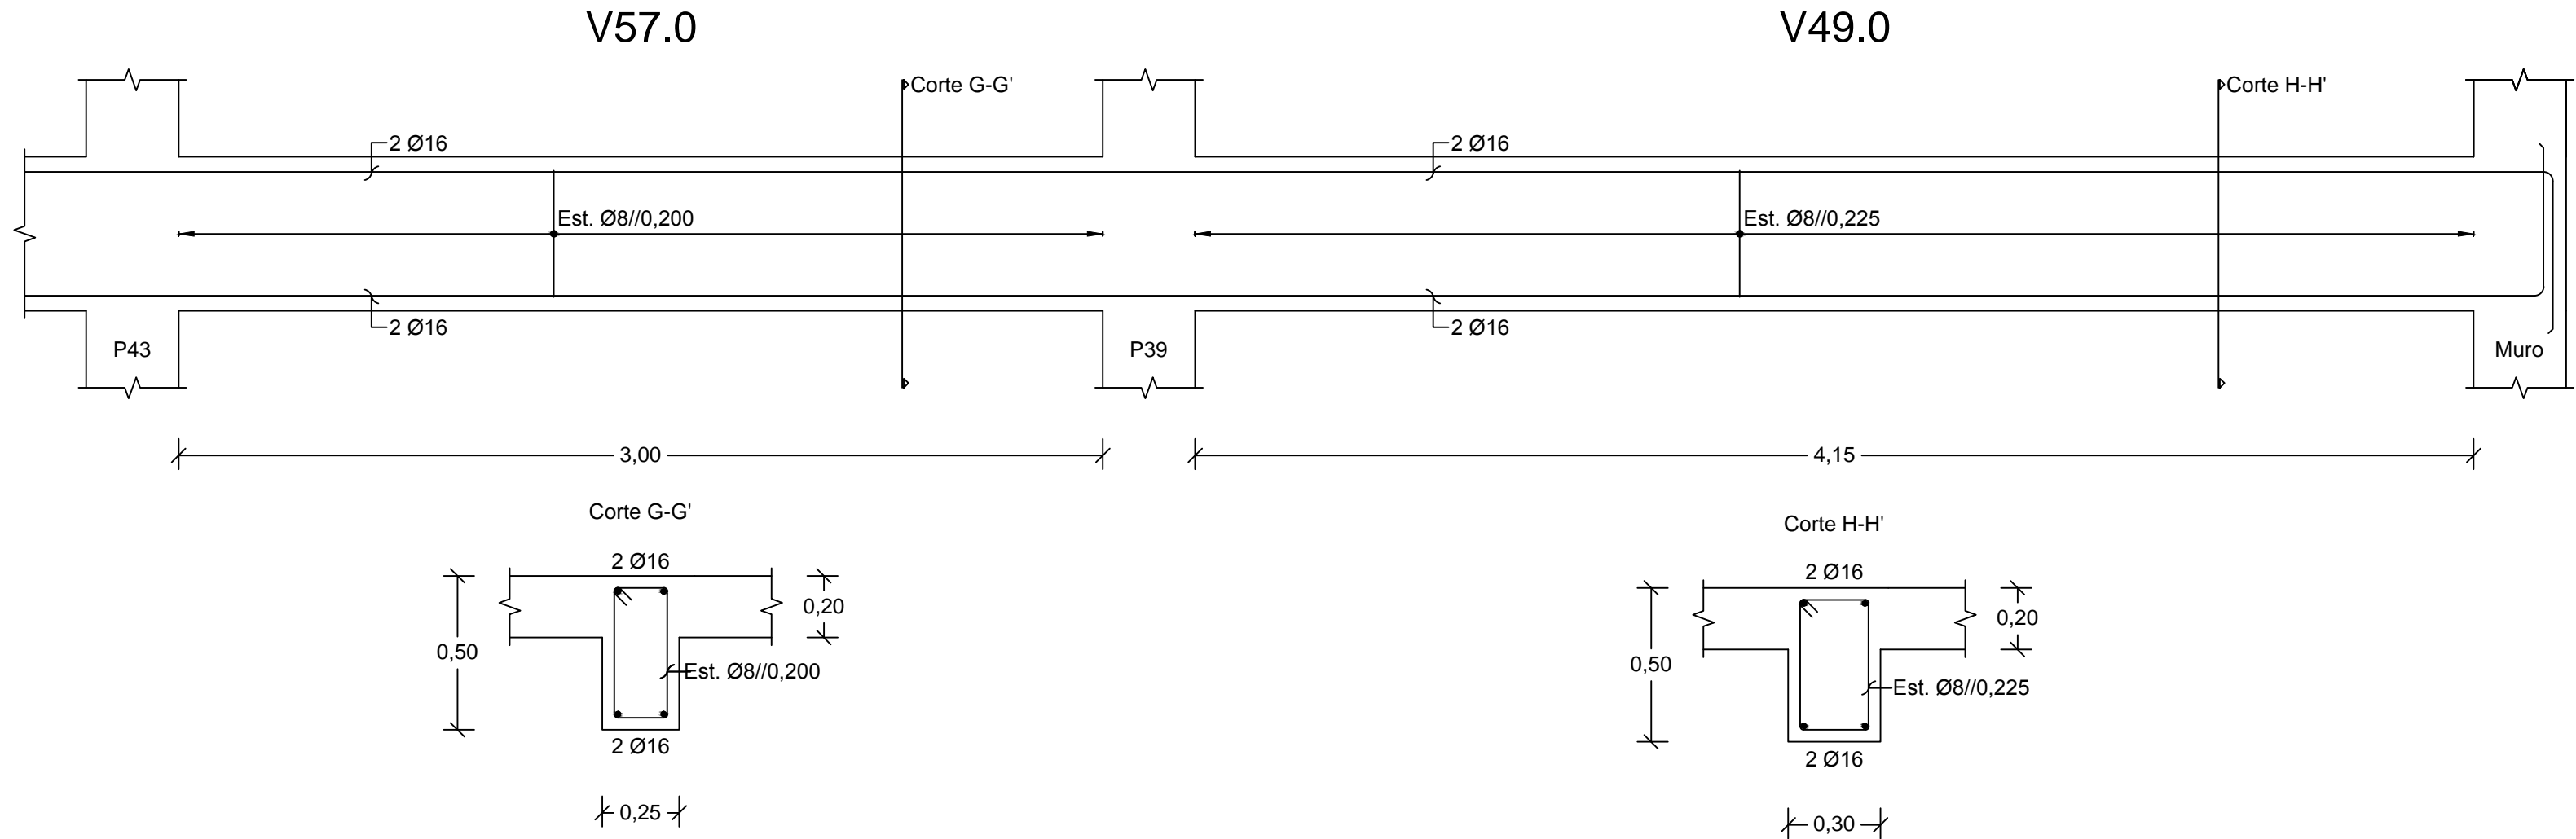 V57.0
V49.0
Corte G-G'
Corte H-H'
2 Ø16
2 Ø16
Est. Ø8//0,200
Est. Ø8//0,225
2 Ø16
2 Ø16
P43
P39
Muro
3,00
4,15
Corte G-G'
2 Ø16
0,20
0,50
Est. Ø8//0,200
2 Ø16
0,25
Corte H-H'
2 Ø16
0,20
0,50
Est. Ø8//0,225
2 Ø16
0,30